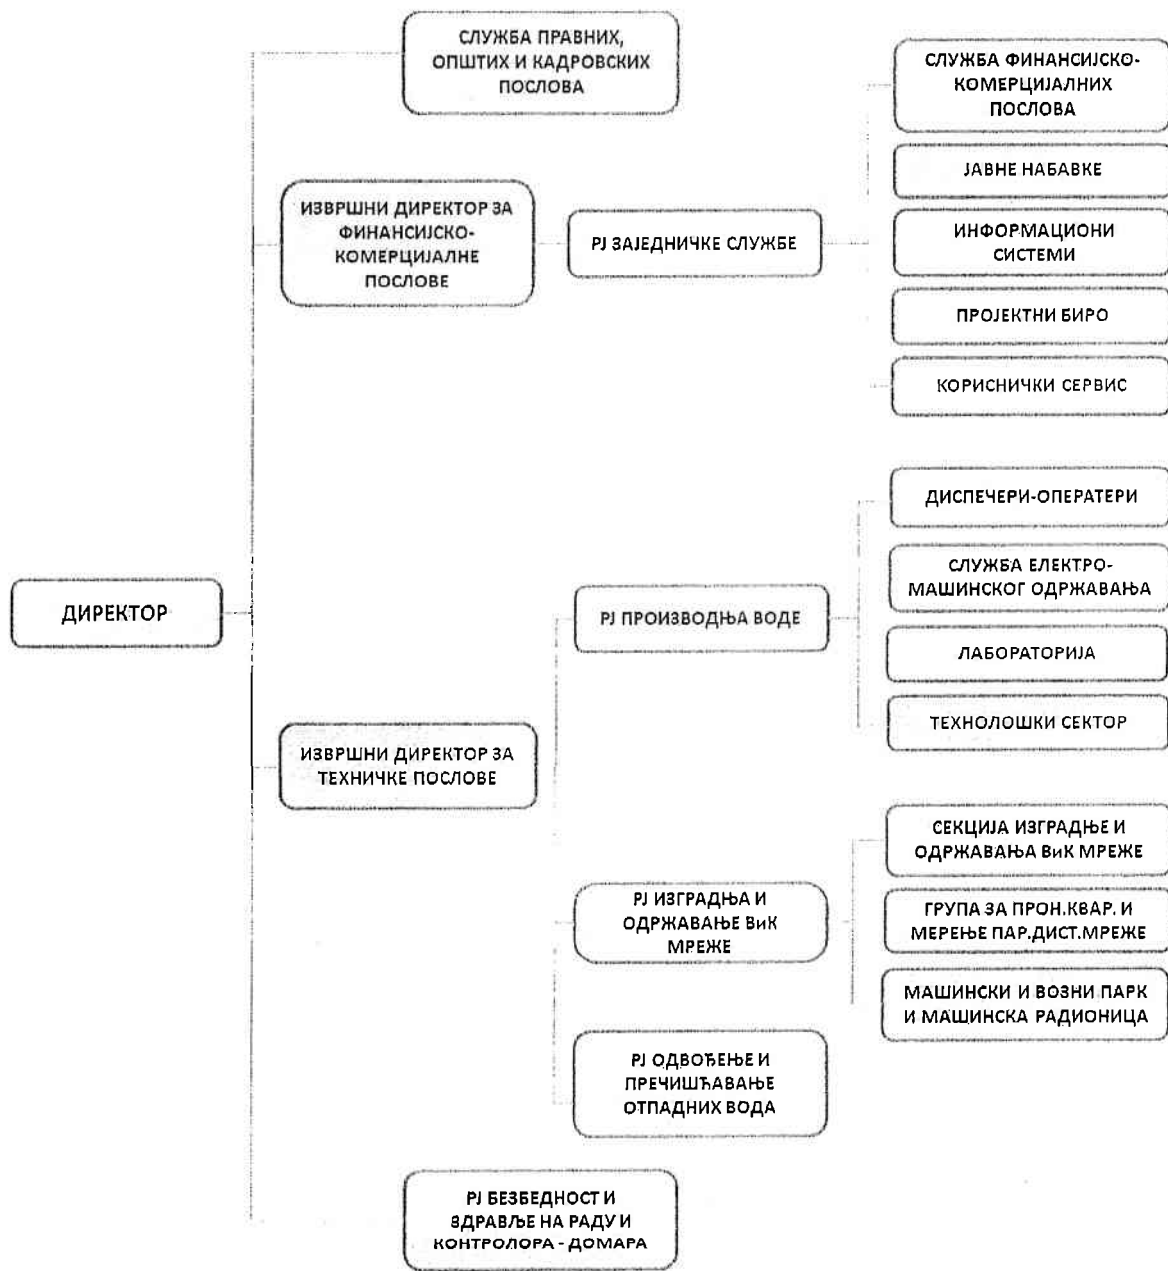 СЛУЖБА ПРАВНИХ,
ОПШТИХ И КАДРОВСКИХ
ПОСЛОВА
СЛУЖБА ФИНАНСИЈСКО-
КОМЕРЦИЈАЛНИХ
ПОСЛОВА
ЈАВНЕ НАБАВКЕ
ИЗВРШНИ ДИРЕКТОР ЗА
ФИНАНСИЈСКО-
КОМЕРЦИЈАЛНЕ
ПОСЛОВЕ
РЈ ЗАЈЕДНИЧКЕ СЛУЖБЕ
ИНФОРМАЦИОНИ
СИСТЕМИ
ПРОЈЕКТНИ БИРО
КОРИСНИЧКИ СЕРВИС
ДИСПЕЧЕРИ-ОПЕРАТЕРИ
СЛУЖБА ЕЛЕКТРО-
МАШИНСКОГ ОДРЖАВАЊА
ДИРЕКТОР
РЈ ПРОИЗВОДЊА ВОДЕ
ЛАБОРАТОРИЈА
ТЕХНОЛОШКИ СЕКТОР
ИЗВРШНИ ДИРЕКТОР ЗА
ТЕХНИЧКЕ ПОСЛОВЕ
СЕКЦИЈА ИЗГРАДЊЕ И
ОДРЖАВАЊА ВиК МРЕЖЕ
РЈ ИЗГРАДЊА И
ОДРЖАВАЊЕ ВиК
МРЕЖЕ
ГРУПА ЗА ПРОН.КВАР. И
МЕРЕЊЕ ПАР.ДИСТ.МРЕЖЕ
МАШИНСКИ И ВОЗНИ ПАРК
И МАШИНСКА РАДИОНИЦА
РЈ ОДВОЂЕЊЕ И
ПРЕЧИШЋАВАЊЕ
ОТПАДНИХ ВОДА
РЈ БЕЗБЕДНОСТ И
ЗДРАВЉЕ НА РАДУ И
КОНТРОЛОРА - ДОМАРА